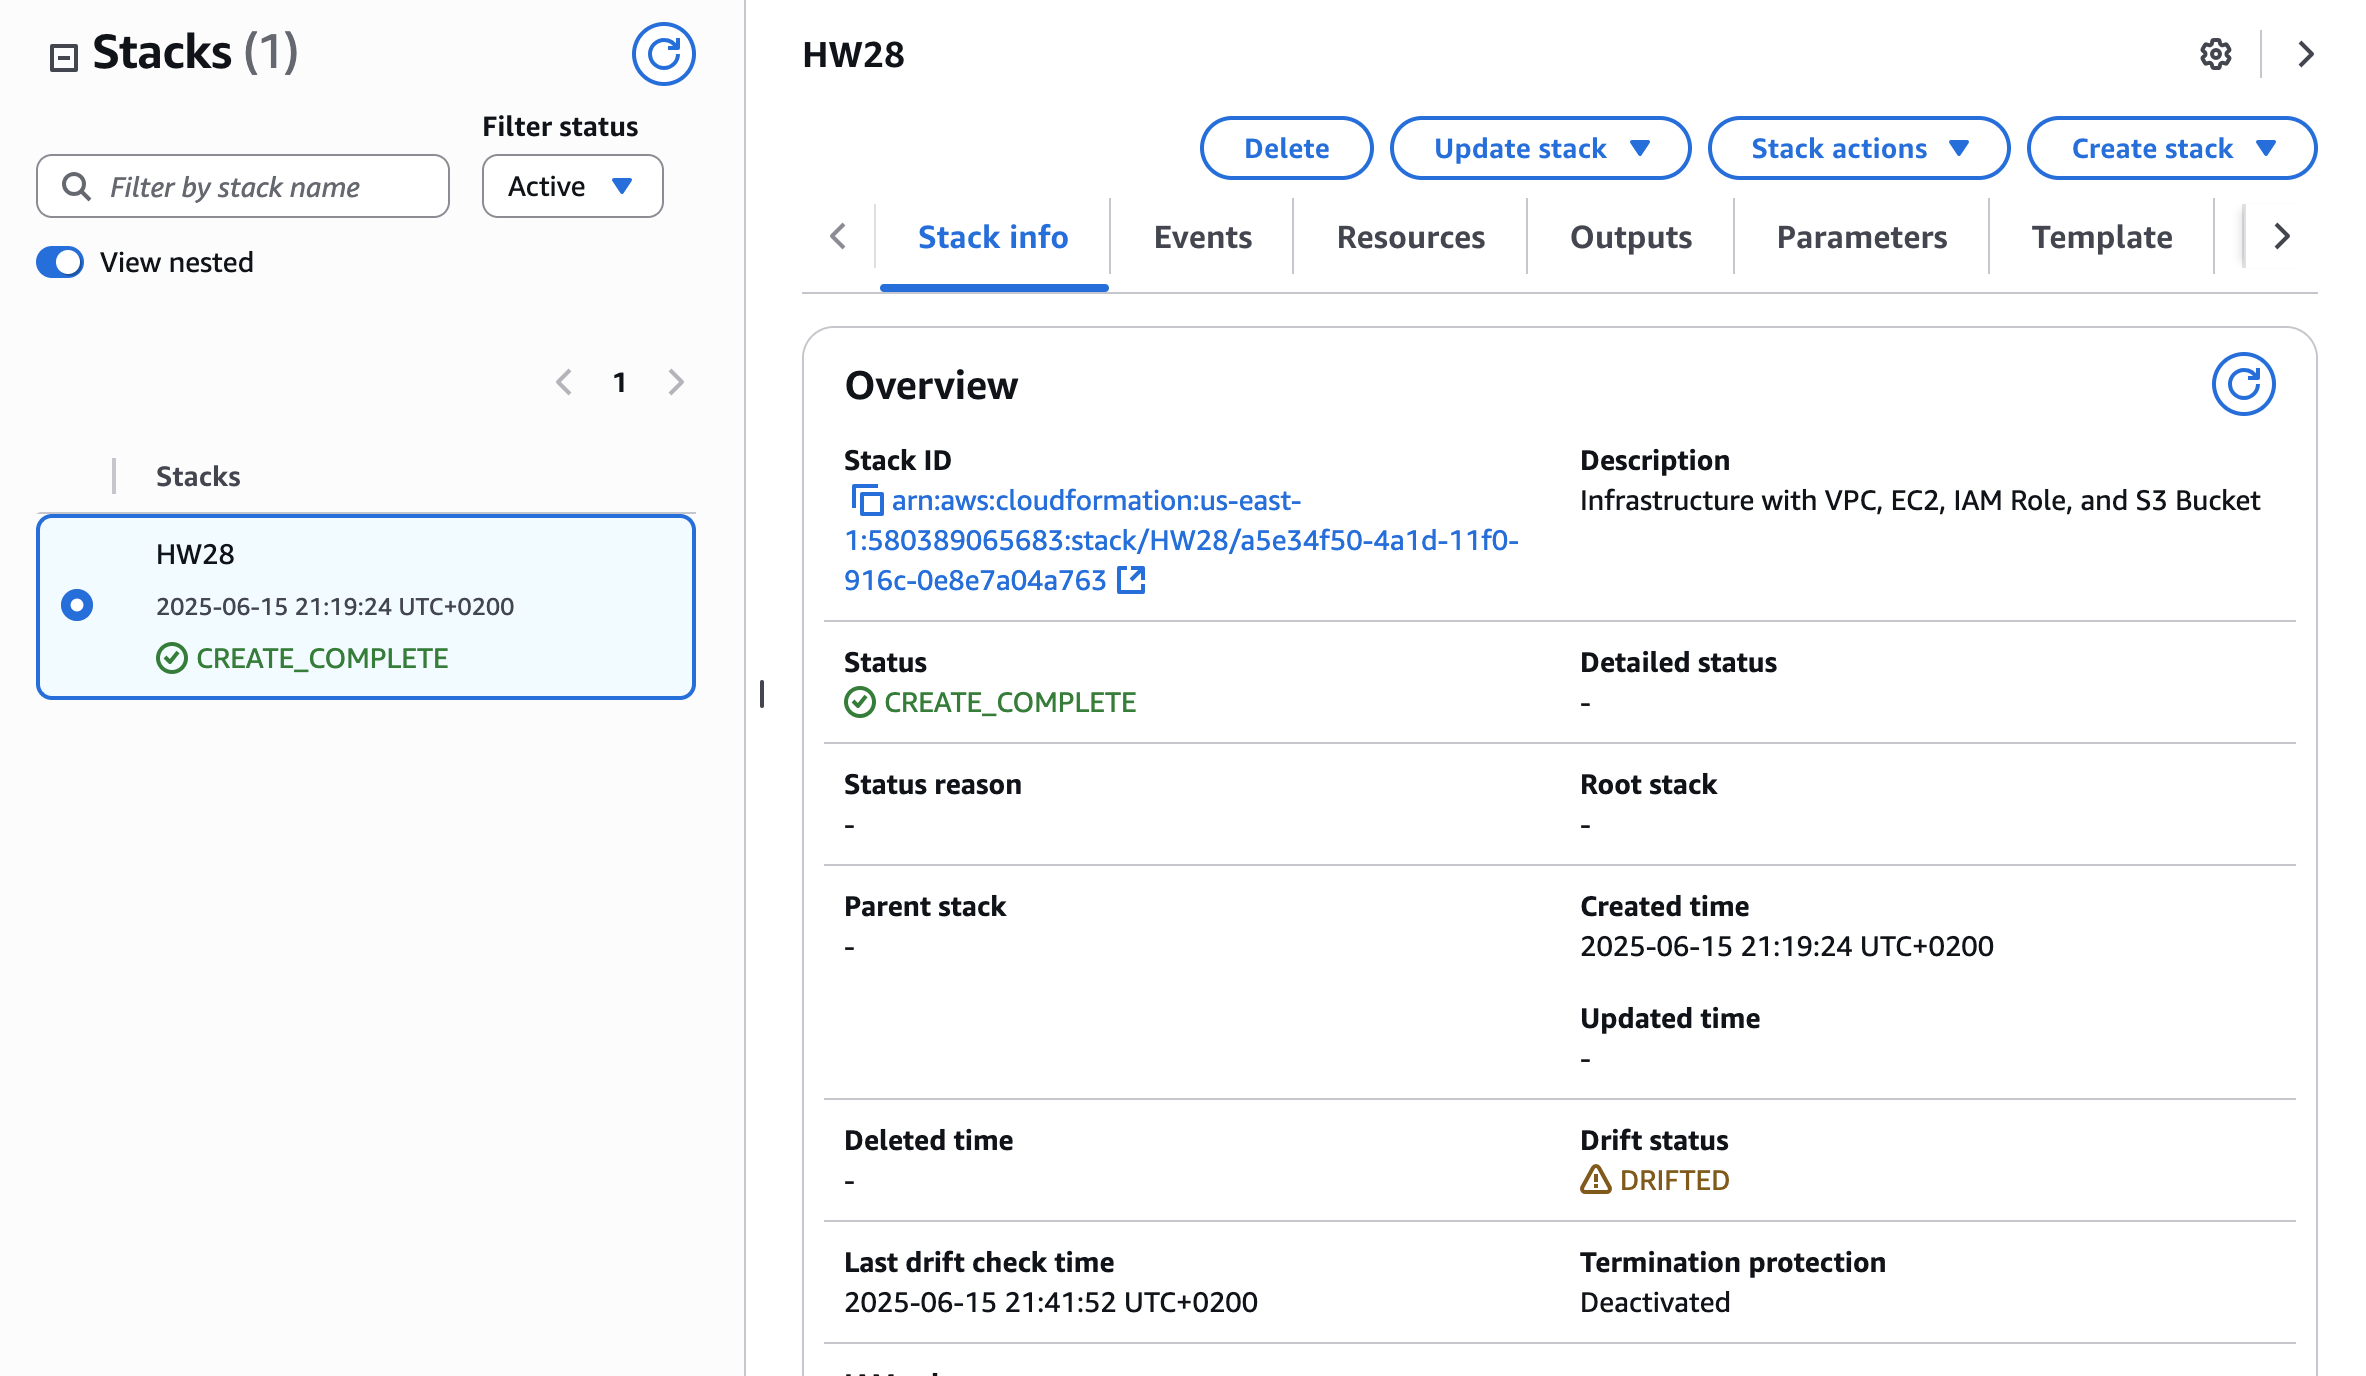 Stacks (1)
Filter status
Filter by stack name
Active
View nested
1
Stacks
HW28
2025-06-15 21:19:24 UTC+0200
CREATE_COMPLETE
HW28
Delete
Update stack
Stack actions
Create stack
Stack info
Events
Resources
Outputs
Parameters
Template
Overview
Stack ID
arn:aws:cloudformation:us-east-
1:580389065683:stack/HW28/a5e34f50-4a1d-11f0-
916c-0e8e7a04a763
Description
Infrastructure with VPC, EC2, IAM Role, and S3 Bucket
Status
CREATE_COMPLETE
Detailed status
-
Status reason
-
Root stack
-
Parent stack
-
Created time
2025-06-15 21:19:24 UTC+0200
Updated time
-
Deleted time
-
Drift status
DRIFTED
Last drift check time
2025-06-15 21:41:52 UTC+0200
Termination protection
Deactivated